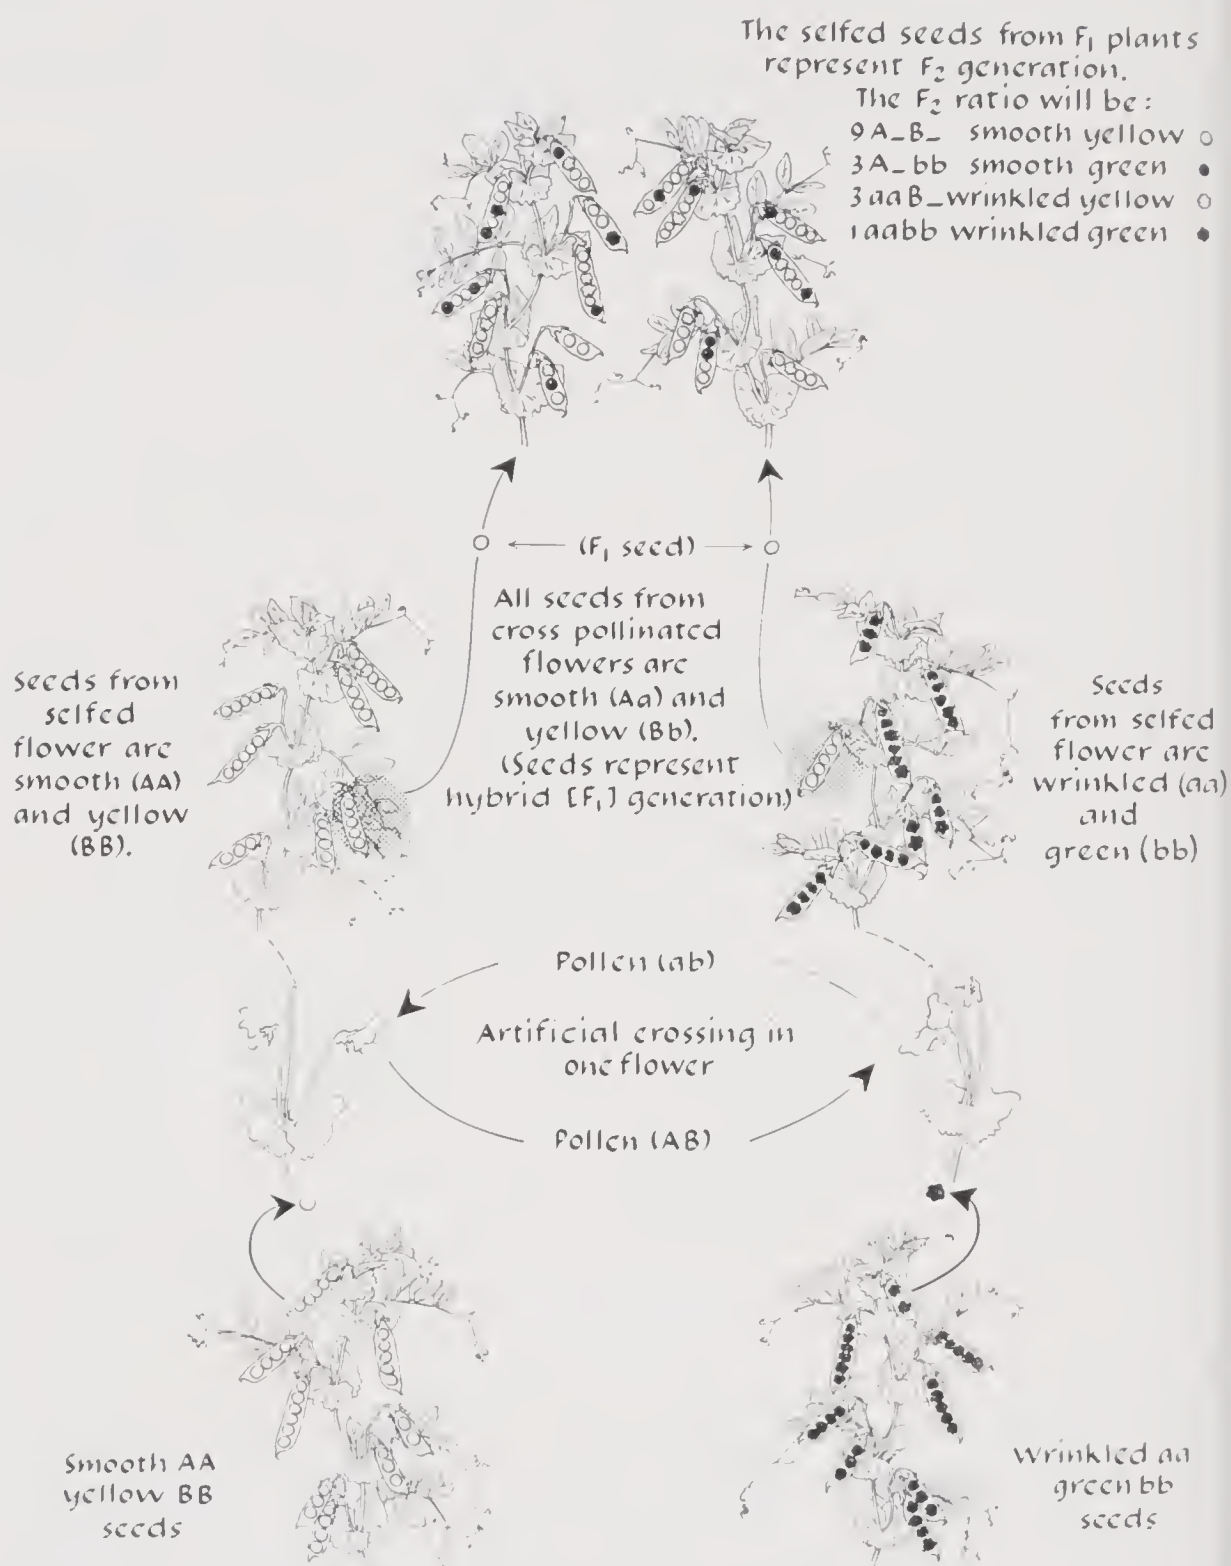 The selfed seeds from F₁ plants
represent F₂ generation.
The F₂ ratio will be:
9A_B_ smooth yellow
3A_bb smooth green
3aaB_wrinkled yellow
1aabb wrinkled green
(F₁ seed)
All seeds from
cross pollinated
flowers are
smooth (Aa) and
yellow (Bb).
(Seeds represent
hybrid [F₁] generation)
Seeds from
selfed
flower are
smooth (AA)
and yellow
(BB).
Seeds
from selfed
flower are
wrinkled (aa)
and
green (bb)
Pollen (ab)
Artificial crossing in
one flower
Pollen (AB)
Smooth AA
yellow BB
seeds
Wrinkled aa
green bb
seeds